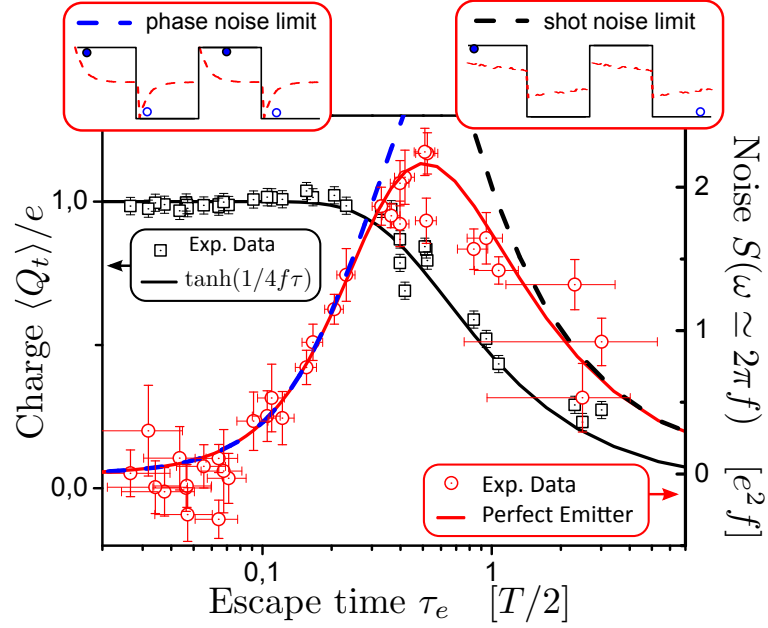 phase noise limit
shot noise limit
Charge ⟨Q_t⟩/e
1,0
0,0
Exp. Data
tanh(1/4fτ)
Exp. Data
Perfect Emitter
Noise S(ω ≃ 2πf) [e²f]
2
1
0
0,1
1
Escape time τ_e [T/2]